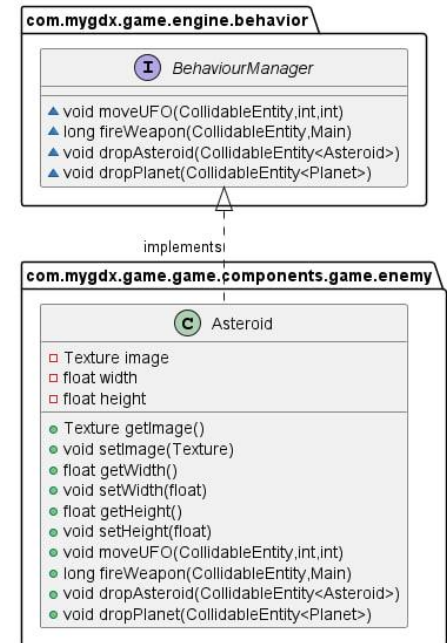 com.mygdx.game.engine.behavior
I BehaviourManager
void moveUFO(CollidableEntity,int,int)
long fireWeapon(CollidableEntity,Main)
void dropAsteroid(CollidableEntity<Asteroid>)
void dropPlanet(CollidableEntity<Planet>)
implements
com.mygdx.game.game.components.game.enemy
C Asteroid
Texture image
float width
float height
Texture getImage()
void setImage(Texture)
float getWidth()
void setWidth(float)
float getHeight()
void setHeight(float)
void moveUFO(CollidableEntity,int,int)
long fireWeapon(CollidableEntity,Main)
void dropAsteroid(CollidableEntity<Asteroid>)
void dropPlanet(CollidableEntity<Planet>)